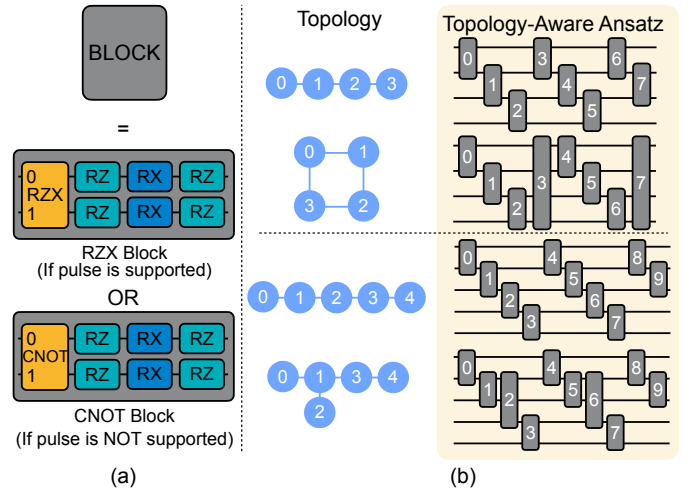 BLOCK
=
0 RZ RX RZ
RZX
1 RZ RX RZ
RZX Block
(If pulse is supported)
OR
0 RZ RX RZ
CNOT
1 RZ RX RZ
CNOT Block
(If pulse is NOT supported)
(a)
Topology
Topology-Aware Ansatz
0 1 2 3
0 1 2 3 4 5 6 7
0 1
3 2
0 1 2 3 4 5 6 7
0 1 2 3 4
0 1 2 3 4 5 6 7 8 9
0 1 3 4
2
0 1 2 3 4 5 6 7 8 9
(b)